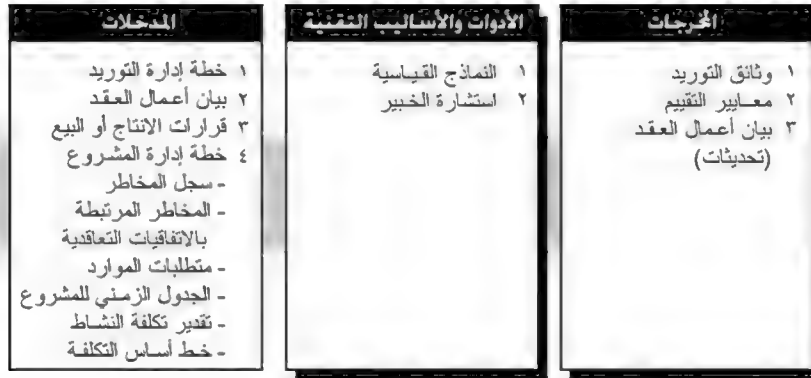 المدخلات
١ خطة إدارة التوريد
٢ بيان أعمال العقد
٣ قرارات الانتاج أو البيع
٤ خطة إدارة المشروع
- سجل المخاطر
- المخاطر المرتبطة
بالاتفاقيات التعاقدية
- متطلبات الموارد
- الجدول الزمني للمشروع
- تقدير تكلفة النشاط
- خط أساس التكلفة
الأدوات والأساليب التقنية
١ النماذج القياسية
٢ استشارة الخبير
المخرجات
١ وثائق التوريد
٢ معايير التقييم
٣ بيان أعمال العقد
(تحديثات)